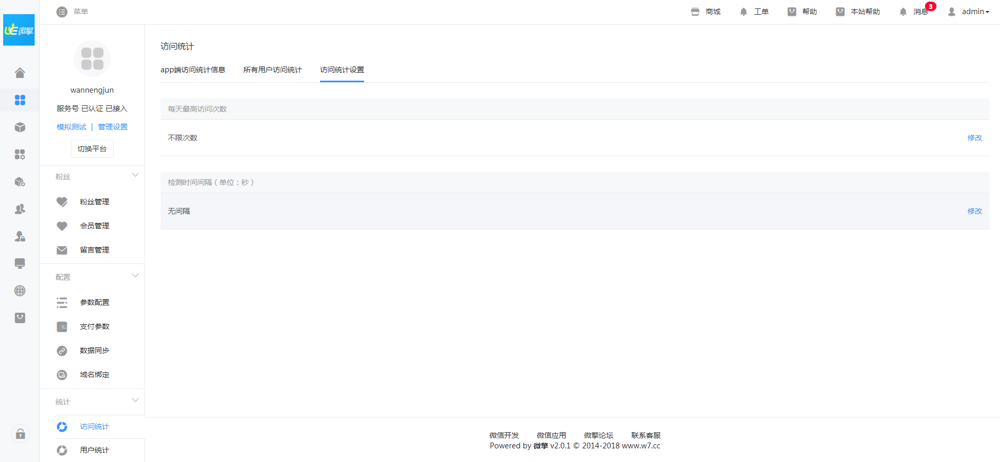 微擎
菜单
商城
工单
帮助
本站帮助
消息
3
admin
wannengjun
服务号 已认证 已接入
模拟测试 | 管理设置
切换平台
粉丝
粉丝管理
会员管理
留言管理
配置
参数配置
支付参数
数据同步
域名绑定
统计
访问统计
用户统计
访问统计
app端访问统计信息
所有用户访问统计
访问统计设置
每天最高访问次数
不限次数
修改
检测时间间隔（单位：秒）
无间隔
修改
微信开发 微信应用 微擎论坛 联系客服
Powered by 微擎 v2.0.1 © 2014-2018 www.w7.cc